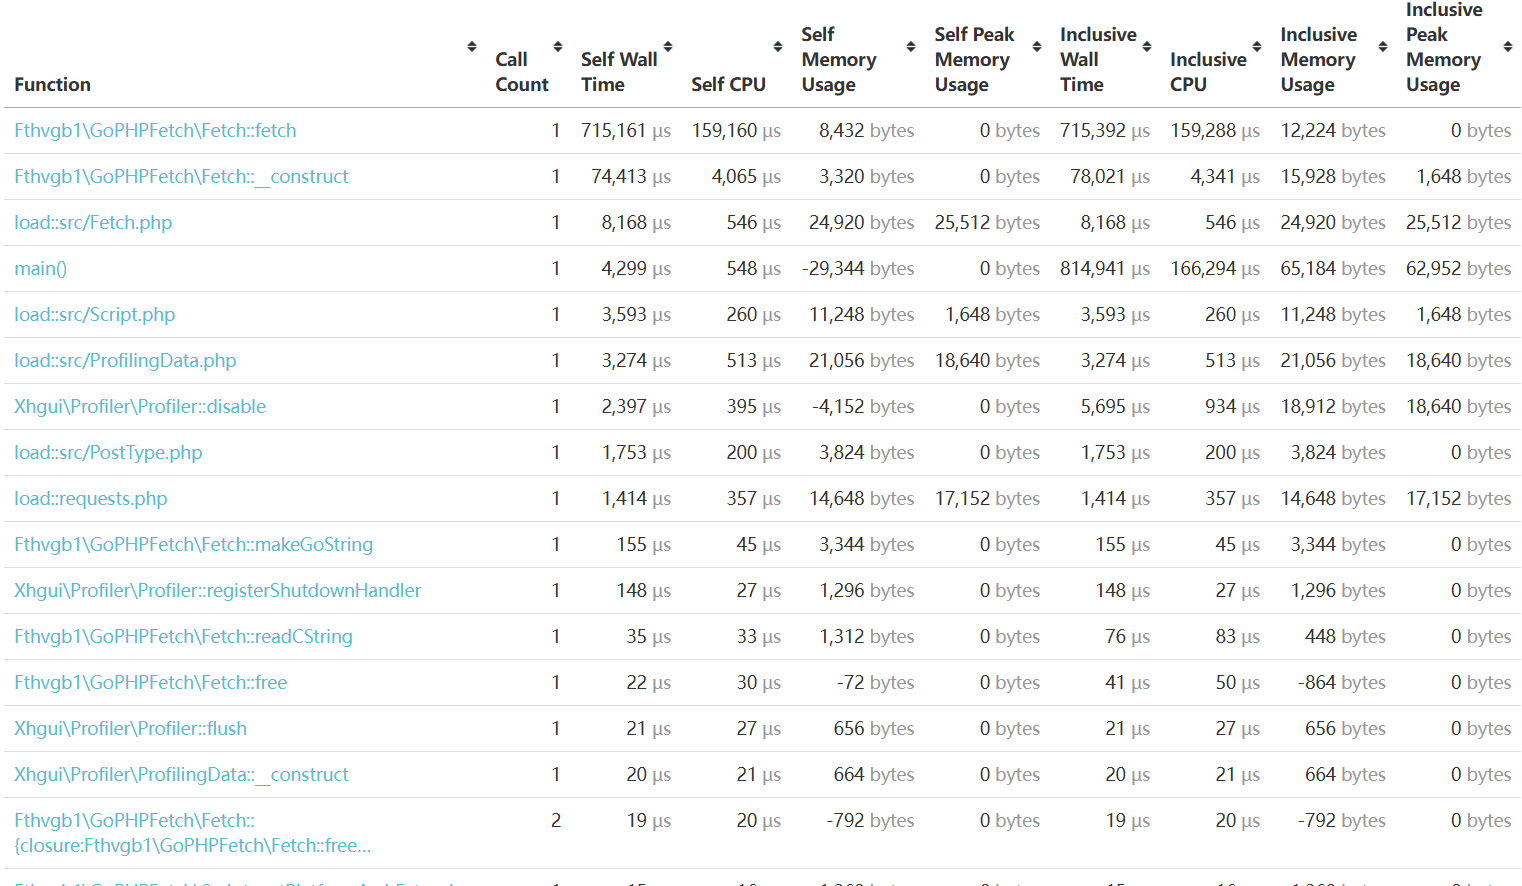 Function Call Count Self Wall Time Self CPU Self Memory Usage Self Peak Memory Usage Inclusive Wall Time Inclusive CPU Inclusive Memory Usage Inclusive Peak Memory Usage
Fthvgb1\GoPHPFetch\Fetch::fetch 1 715,161 µs 159,160 µs 8,432 bytes 0 bytes 715,392 µs 159,288 µs 12,224 bytes 0 bytes
Fthvgb1\GoPHPFetch\Fetch::__construct 1 74,413 µs 4,065 µs 3,320 bytes 0 bytes 78,021 µs 4,341 µs 15,928 bytes 1,648 bytes
load::src/Fetch.php 1 8,168 µs 546 µs 24,920 bytes 25,512 bytes 8,168 µs 546 µs 24,920 bytes 25,512 bytes
main() 1 4,299 µs 548 µs -29,344 bytes 0 bytes 814,941 µs 166,294 µs 65,184 bytes 62,952 bytes
load::src/Script.php 1 3,593 µs 260 µs 11,248 bytes 1,648 bytes 3,593 µs 260 µs 11,248 bytes 1,648 bytes
load::src/ProfilingData.php 1 3,274 µs 513 µs 21,056 bytes 18,640 bytes 3,274 µs 513 µs 21,056 bytes 18,640 bytes
Xhgui\Profiler\Profiler::disable 1 2,397 µs 395 µs -4,152 bytes 0 bytes 5,695 µs 934 µs 18,912 bytes 18,640 bytes
load::src/PostType.php 1 1,753 µs 200 µs 3,824 bytes 0 bytes 1,753 µs 200 µs 3,824 bytes 0 bytes
load::requests.php 1 1,414 µs 357 µs 14,648 bytes 17,152 bytes 1,414 µs 357 µs 14,648 bytes 17,152 bytes
Fthvgb1\GoPHPFetch\Fetch::makeGoString 1 155 µs 45 µs 3,344 bytes 0 bytes 155 µs 45 µs 3,344 bytes 0 bytes
Xhgui\Profiler\Profiler::registerShutdownHandler 1 148 µs 27 µs 1,296 bytes 0 bytes 148 µs 27 µs 1,296 bytes 0 bytes
Fthvgb1\GoPHPFetch\Fetch::readCString 1 35 µs 33 µs 1,312 bytes 0 bytes 76 µs 83 µs 448 bytes 0 bytes
Fthvgb1\GoPHPFetch\Fetch::free 1 22 µs 30 µs -72 bytes 0 bytes 41 µs 50 µs -864 bytes 0 bytes
Xhgui\Profiler\Profiler::flush 1 21 µs 27 µs 656 bytes 0 bytes 21 µs 27 µs 656 bytes 0 bytes
Xhgui\Profiler\ProfilingData::__construct 1 20 µs 21 µs 664 bytes 0 bytes 20 µs 21 µs 664 bytes 0 bytes
Fthvgb1\GoPHPFetch\Fetch:: 2 19 µs 20 µs -792 bytes 0 bytes 19 µs 20 µs -792 bytes 0 bytes
{closure:Fthvgb1\GoPHPFetch\Fetch::free...